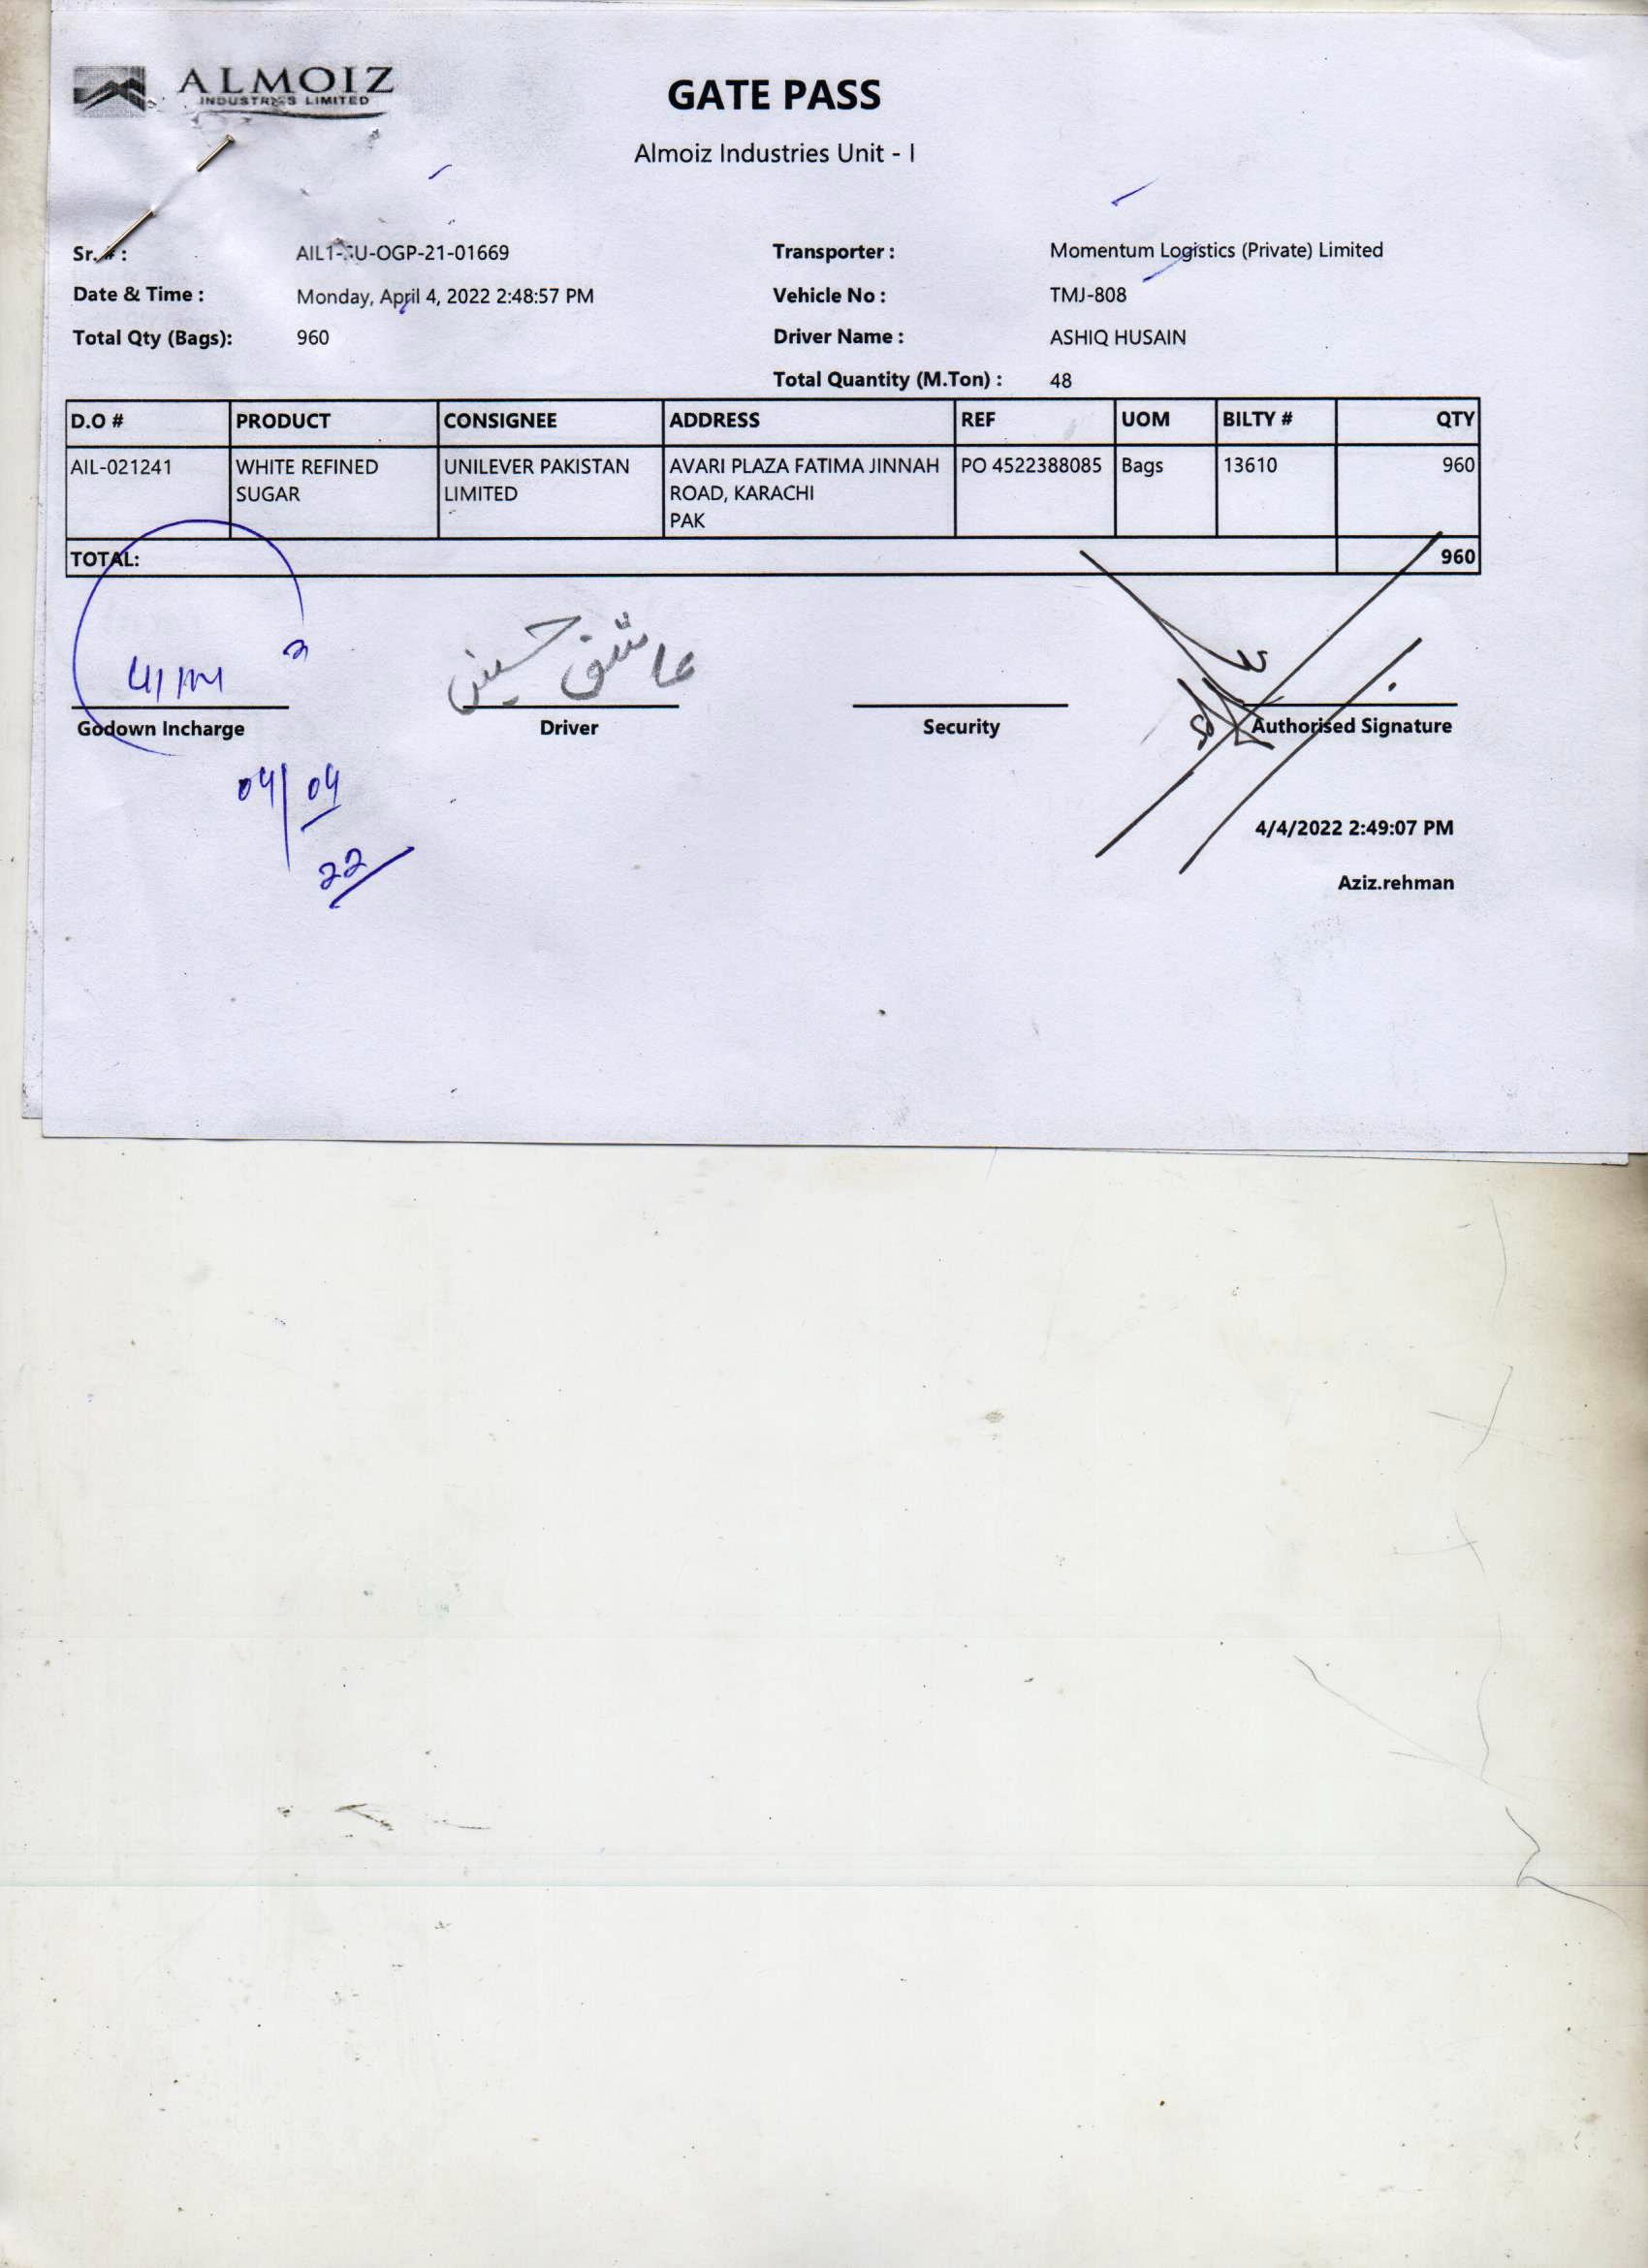 ALMOIZ
INDUSTRIES LIMITED
GATE PASS
Almoiz Industries Unit - I
Sr. # : AIL1-SU-OGP-21-01669 Transporter : Momentum Logistics (Private) Limited
Date & Time : Monday, April 4, 2022 2:48:57 PM Vehicle No : TMJ-808
Total Qty (Bags): 960 Driver Name : ASHIQ HUSAIN
Total Quantity (M.Ton) : 48
D.O # PRODUCT CONSIGNEE ADDRESS REF UOM BILTY # QTY
AIL-021241 WHITE REFINED UNILEVER PAKISTAN AVARI PLAZA FATIMA JINNAH PO 4522388085 Bags 13610 960
SUGAR LIMITED ROAD, KARACHI
PAK
TOTAL: 960
عاشق حسین
Godown Incharge Driver Security Authorised Signature
04/04
22
4/4/2022 2:49:07 PM
Aziz.rehman